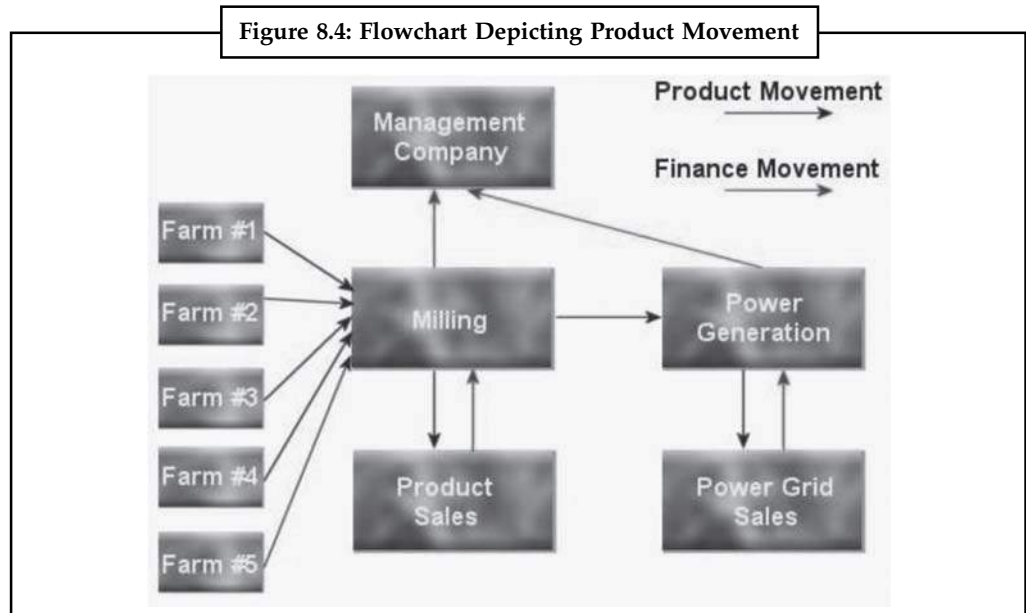 Figure 8.4: Flowchart Depicting Product Movement
Management
Company
Product Movement
Finance Movement
Farm #1
Farm #2
Farm #3
Farm #4
Farm #5
Milling
Power
Generation
Product
Sales
Power Grid
Sales